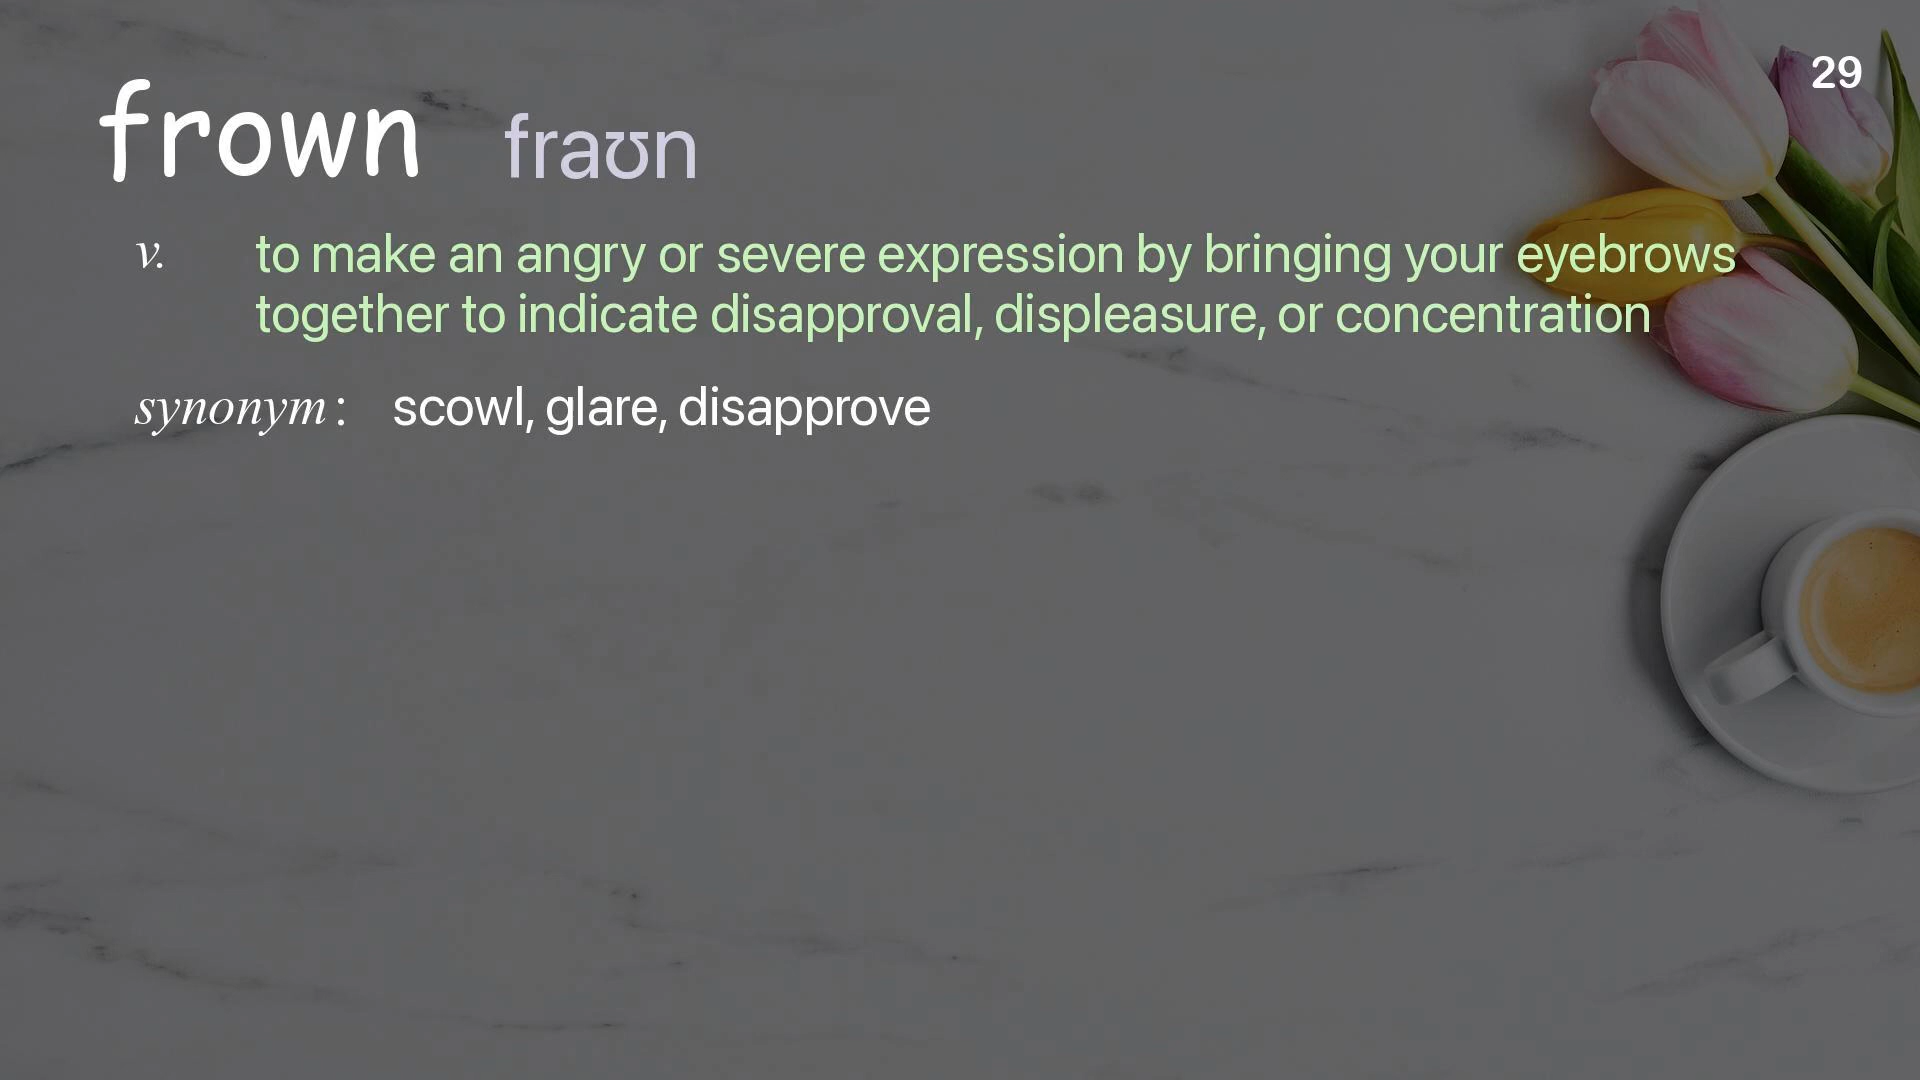 29
frown fraʊn
v. to make an angry or severe expression by bringing your eyebrows
together to indicate disapproval, displeasure, or concentration
synonym: scowl, glare, disapprove